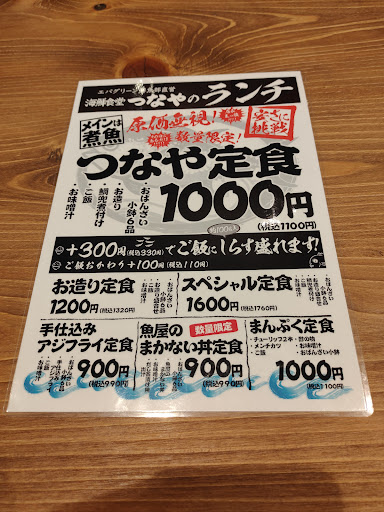 エバグリーン 鮮魚師直営
海鮮食堂 つなやのランチ
メインは煮魚
原価無視!
数量限定!
安さに挑戦
つなや定食
・おばんざい小鉢6品
・お造り
・鯛兜煮付け
・ご飯
・お味噌汁
1000円
(税込1100円)
+300円(税込330円)でご飯にしらす盛れます!
ご飯おかわり+100円(税込110円)
お造り定食
1200円
(税込1320円)
スペシャル定食
1600円
(税込1760円)
手仕込み
アジフライ定食
900円
(税込990円)
魚屋の
数量限定
まかない丼定食
900円
(税込990円)
まんぷく定食
・チューリップ2本
・メンチカツ
・ご飯
・お味噌汁
・おばんざい小鉢
1000円
(税込1100円)